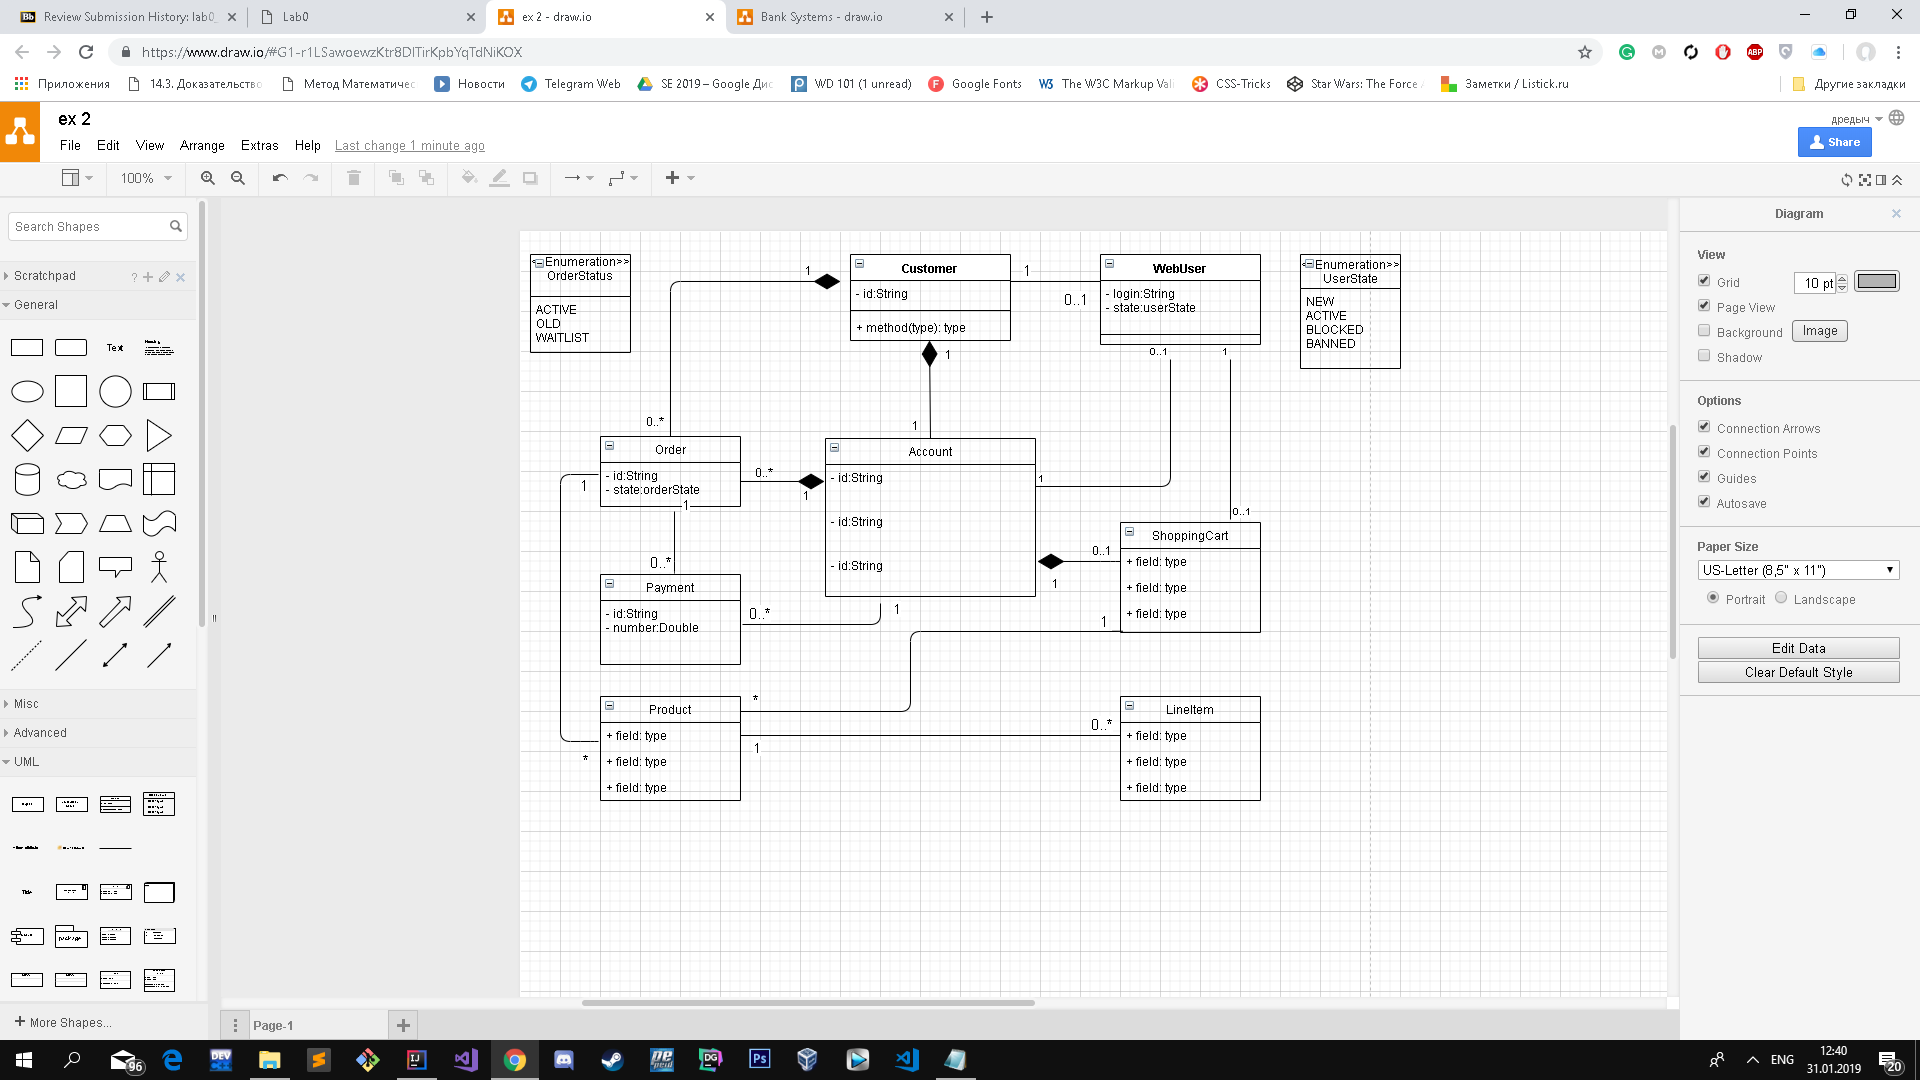 Review Submission History: lab0_
Lab0
ex 2 - draw.io
Bank Systems - draw.io
https://www.draw.io/#G1-r1LSawoewzKtr8DlTirKpbYqTdNiKOX
Приложения
14.3. Доказательство
Метод Математичес
Новости
Telegram Web
SE 2019 – Google Дис
WD 101 (1 unread)
Google Fonts
The W3C Markup Vali
CSS-Tricks
Star Wars: The Force A
Заметки / Listick.ru
Другие закладки
ex 2
дредыч
File Edit View Arrange Extras Help Last change 1 minute ago
Share
100%
Search Shapes
Scratchpad
General
Text
Misc
Advanced
UML
More Shapes...
<Enumeration>>
OrderStatus
ACTIVE
OLD
WAITLIST
1
Customer
- id:String
+ method(type): type
1
0..1
WebUser
- login:String
- state:userState
<Enumeration>>
UserState
NEW
ACTIVE
BLOCKED
BANNED
1
0..1
1
0..*
1
Order
- id:String
- state:orderState
1
1
0..*
1
Account
- id:String
- id:String
- id:String
1
0..1
ShoppingCart
+ field: type
+ field: type
+ field: type
0..1
1
0..*
Payment
- id:String
- number:Double
0..*
1
1
Product
+ field: type
+ field: type
+ field: type
*
*
1
0..*
LineItem
+ field: type
+ field: type
+ field: type
Diagram
View
Grid
10 pt
Page View
Background
Image
Shadow
Options
Connection Arrows
Connection Points
Guides
Autosave
Paper Size
US-Letter (8,5" x 11")
Portrait
Landscape
Edit Data
Clear Default Style
Page-1
96
ENG
12:40
31.01.2019
20